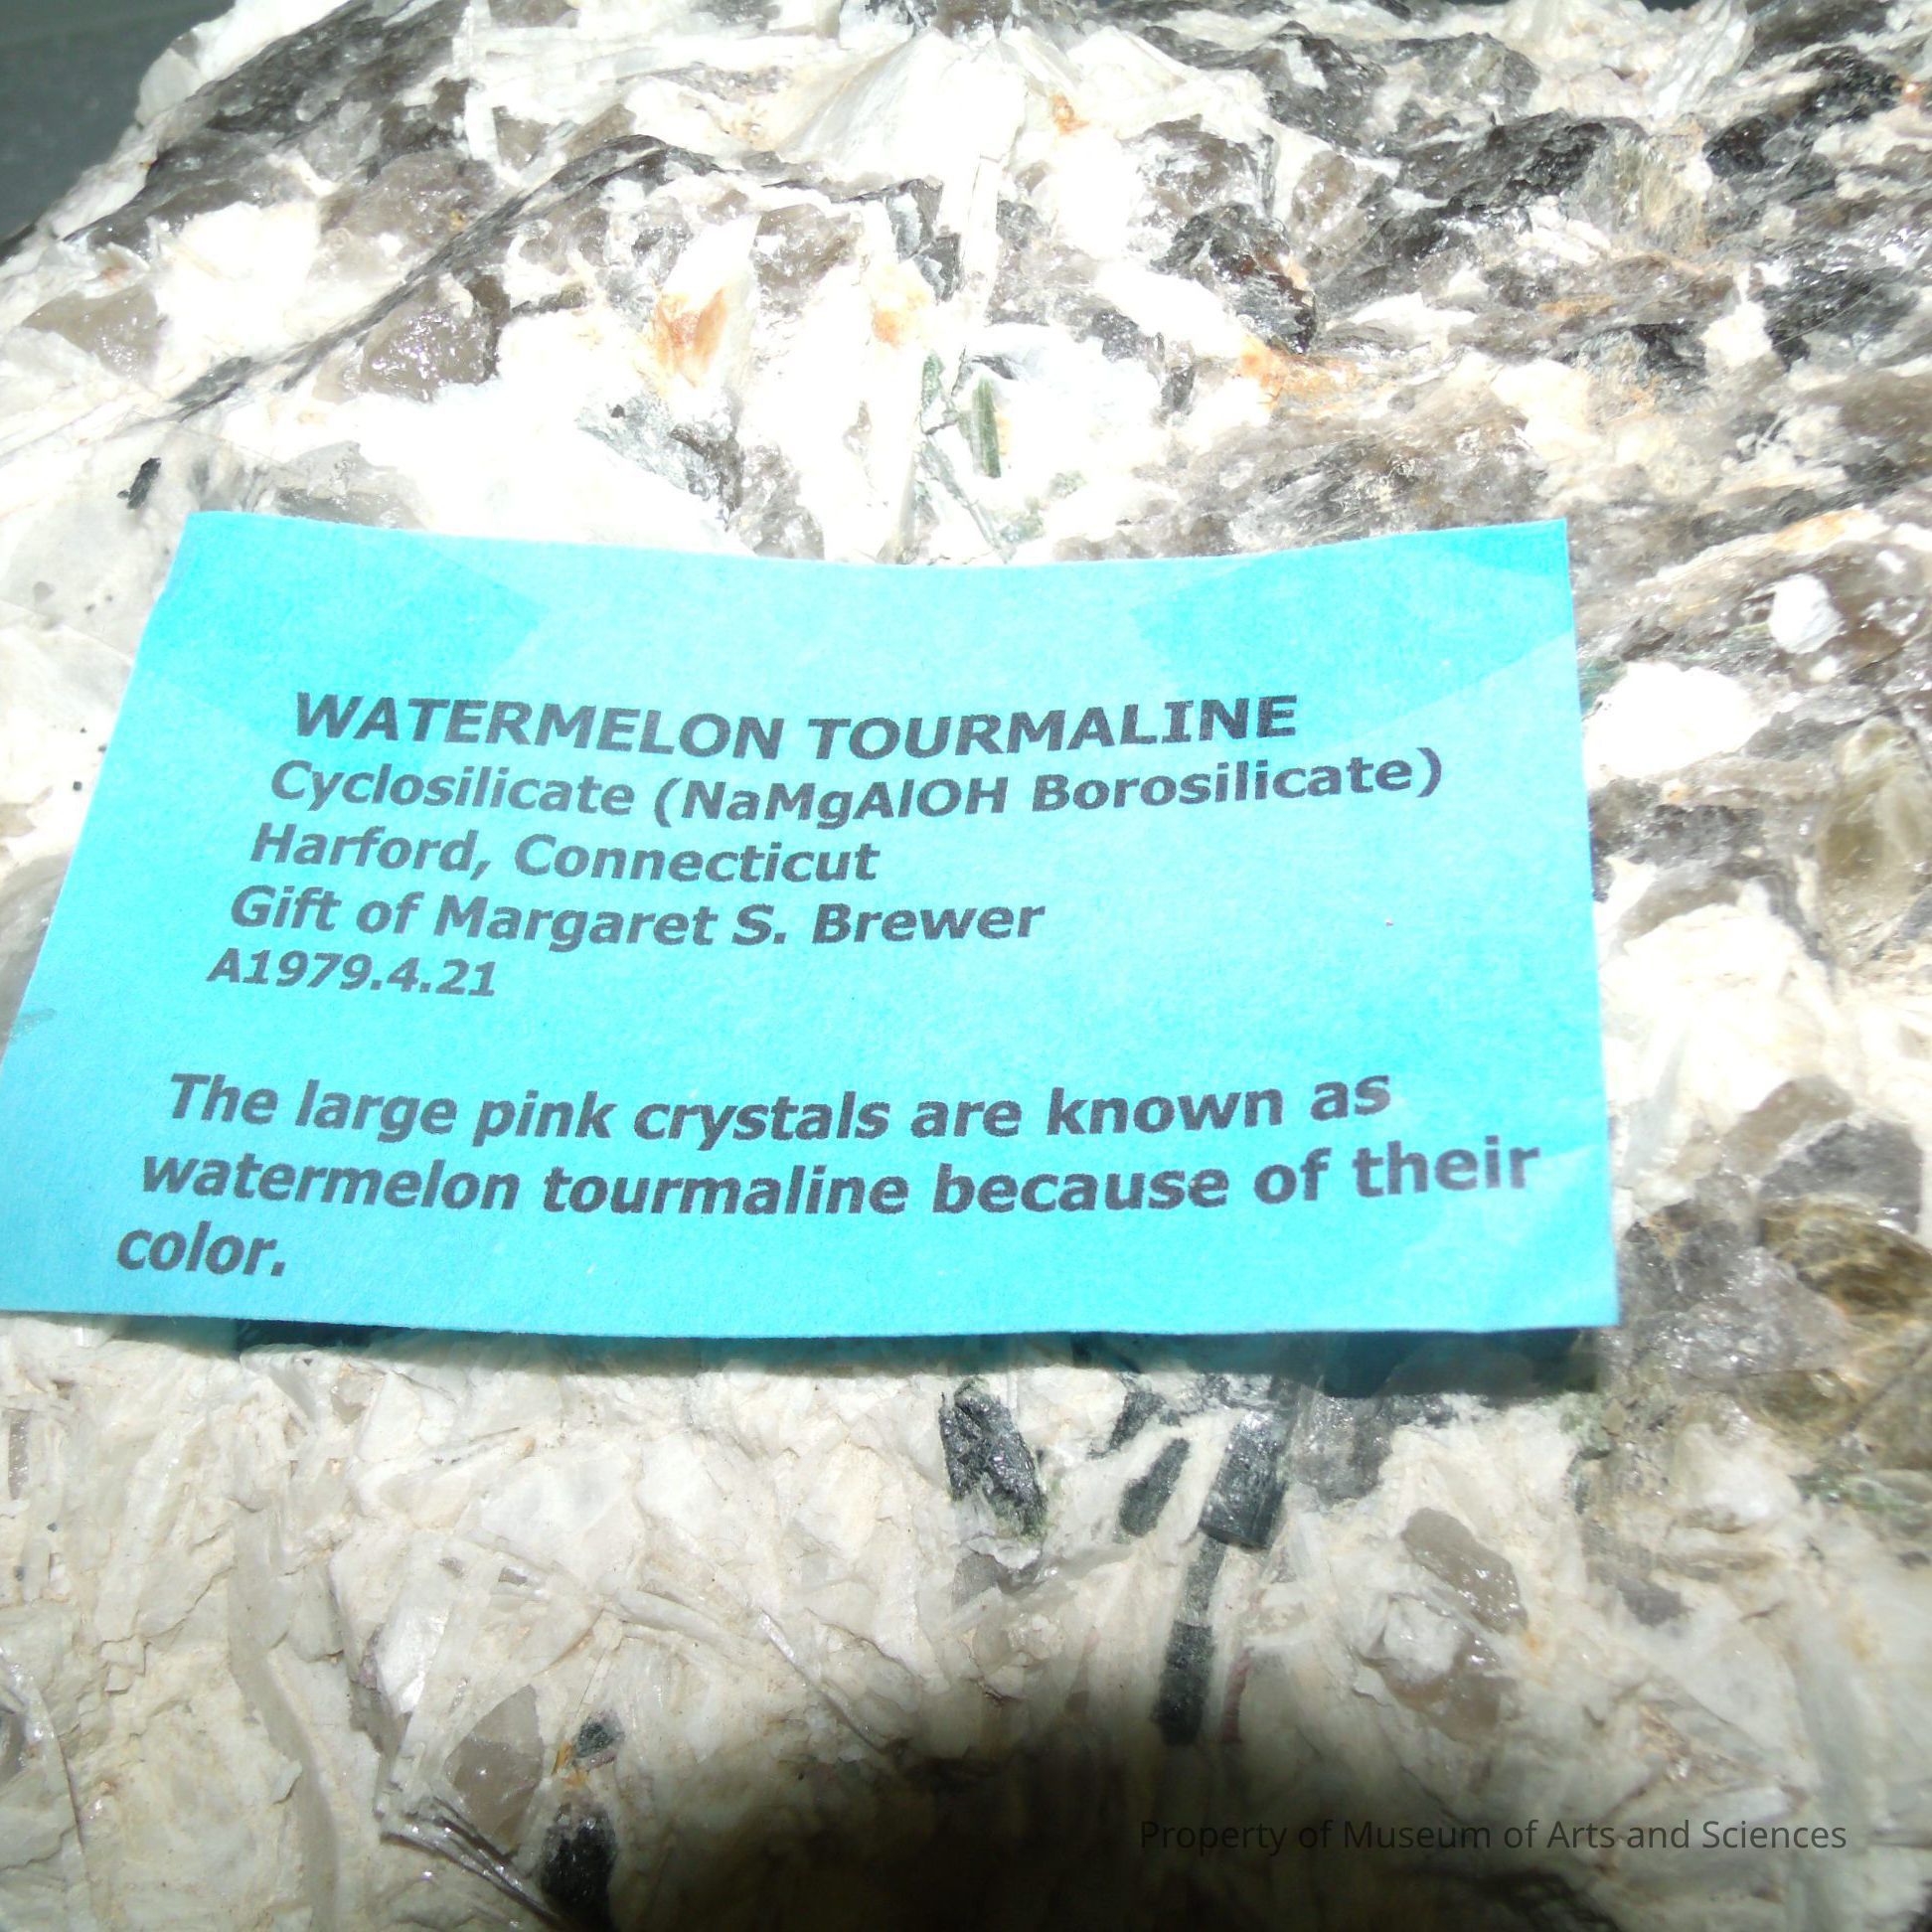 WATERMELON TOURMALINE
Cyclosilicate (NaMgAlOH Borosilicate)
Harford, Connecticut
Gift of Margaret S. Brewer
A1979.4.21
The large pink crystals are known as
watermelon tourmaline because of their
color.
Property of Museum of Arts and Sciences